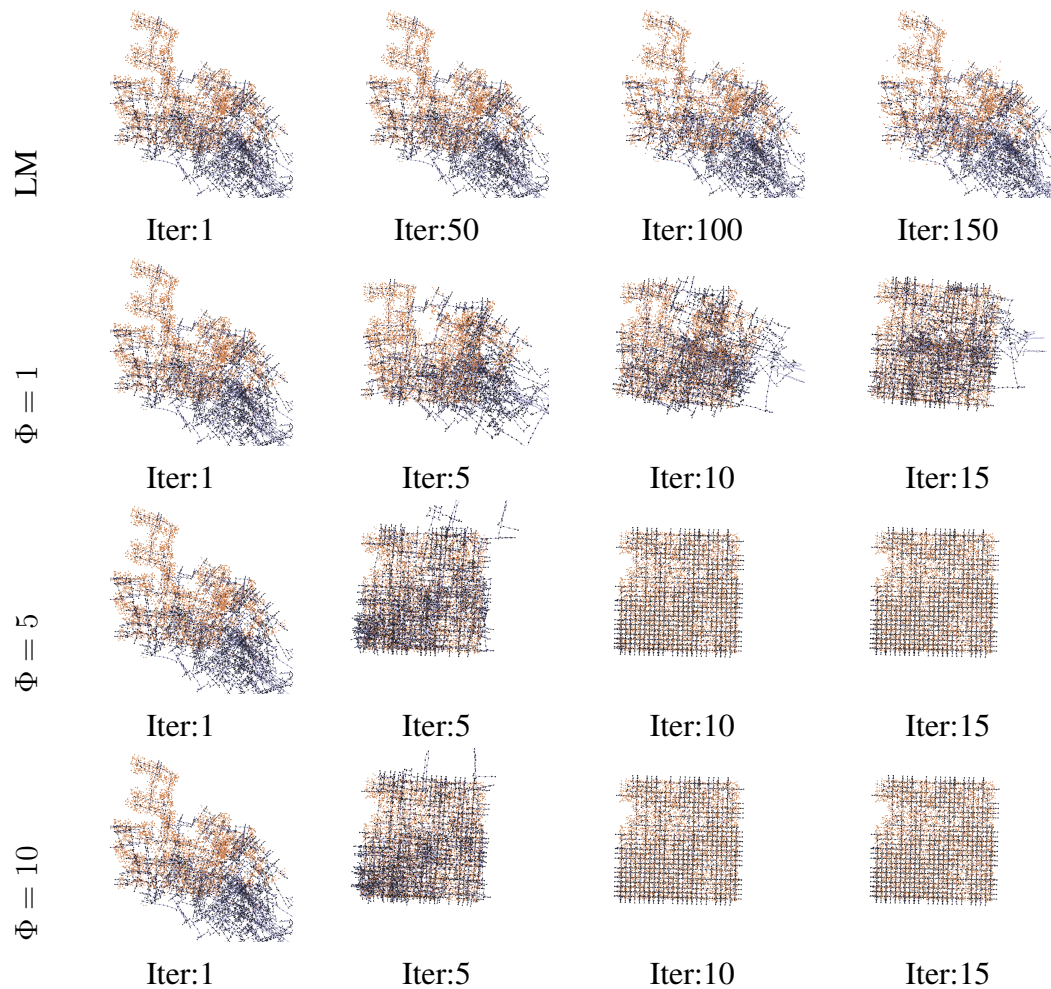 LM
Iter:1 Iter:50 Iter:100 Iter:150
Φ = 1
Iter:1 Iter:5 Iter:10 Iter:15
Φ = 5
Iter:1 Iter:5 Iter:10 Iter:15
Φ = 10
Iter:1 Iter:5 Iter:10 Iter:15